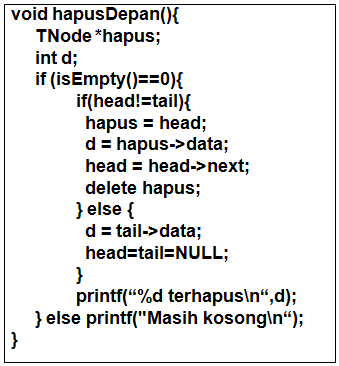 void hapusDepan(){
TNode *hapus;
int d;
if (isEmpty()==0){
if(head!=tail){
hapus = head;
d = hapus->data;
head = head->next;
delete hapus;
} else {
d = tail->data;
head=tail=NULL;
}
printf(“%d terhapus\n“,d);
} else printf("Masih kosong\n“);
}